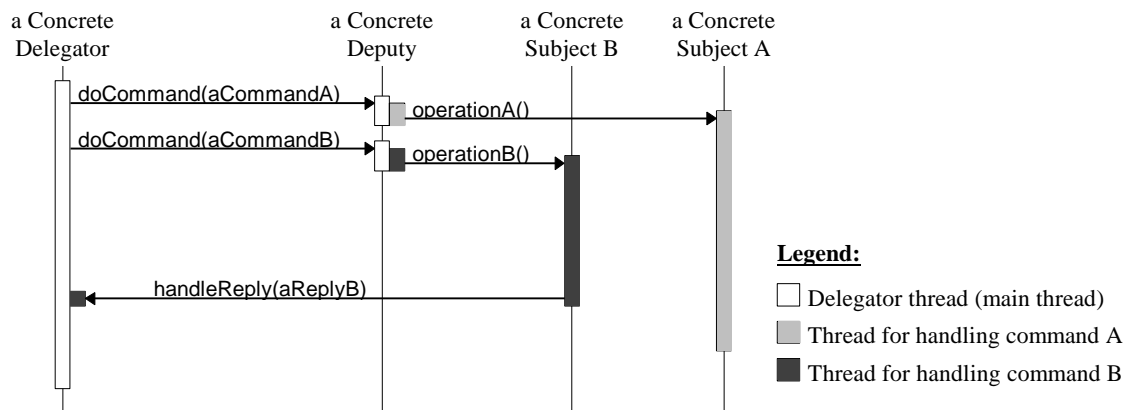 a Concrete
Delegator
a Concrete
Deputy
a Concrete
Subject B
a Concrete
Subject A
doCommand(aCommandA)
operationA()
doCommand(aCommandB)
operationB()
handleReply(aReplyB)
Legend:
Delegator thread (main thread)
Thread for handling command A
Thread for handling command B